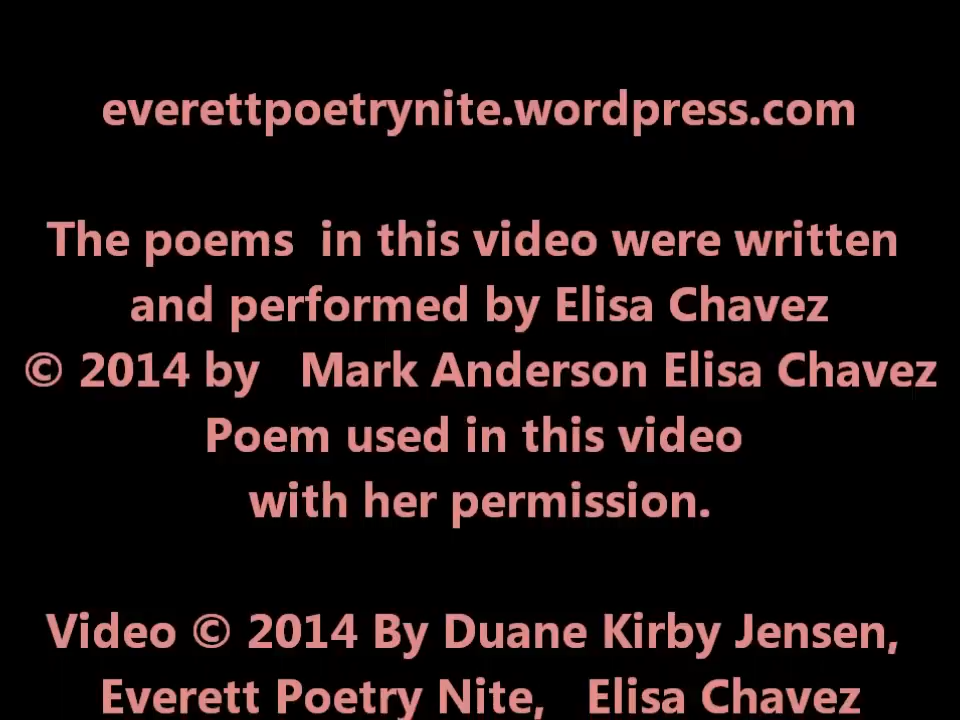 everettpoetrynite.wordpress.com
The poems in this video were written
and performed by Elisa Chavez
© 2014 by Mark Anderson Elisa Chavez
Poem used in this video
with her permission.
Video © 2014 By Duane Kirby Jensen,
Everett Poetry Nite, Elisa Chavez